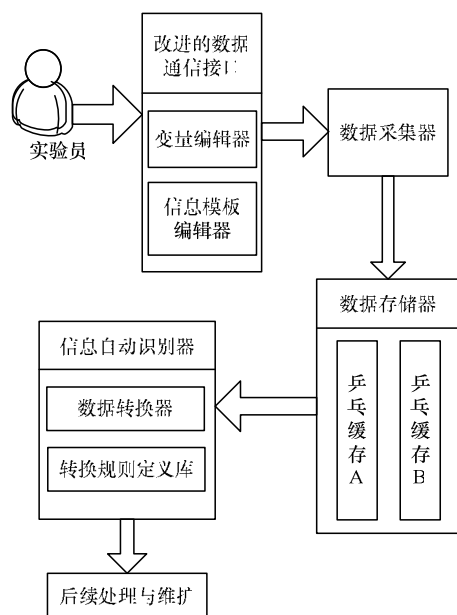 实验员
改进的数据
通信接口
变量编辑器
信息模板
编辑器
数据采集器
数据存储器
乒乓缓存A
乒乓缓存B
信息自动识别器
数据转换器
转换规则定义库
后续处理与维护